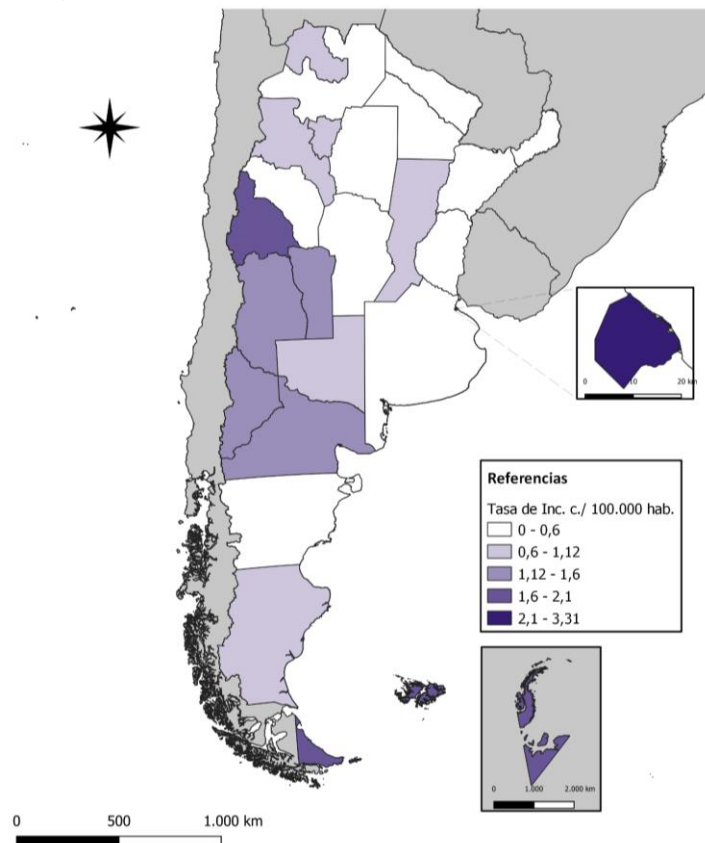 0 10 20 km
Referencias
Tasa de Inc. c./ 100.000 hab.
0 - 0,6
0,6 - 1,12
1,12 - 1,6
1,6 - 2,1
2,1 - 3,31
0 1.000 2.000 km
0 500 1.000 km